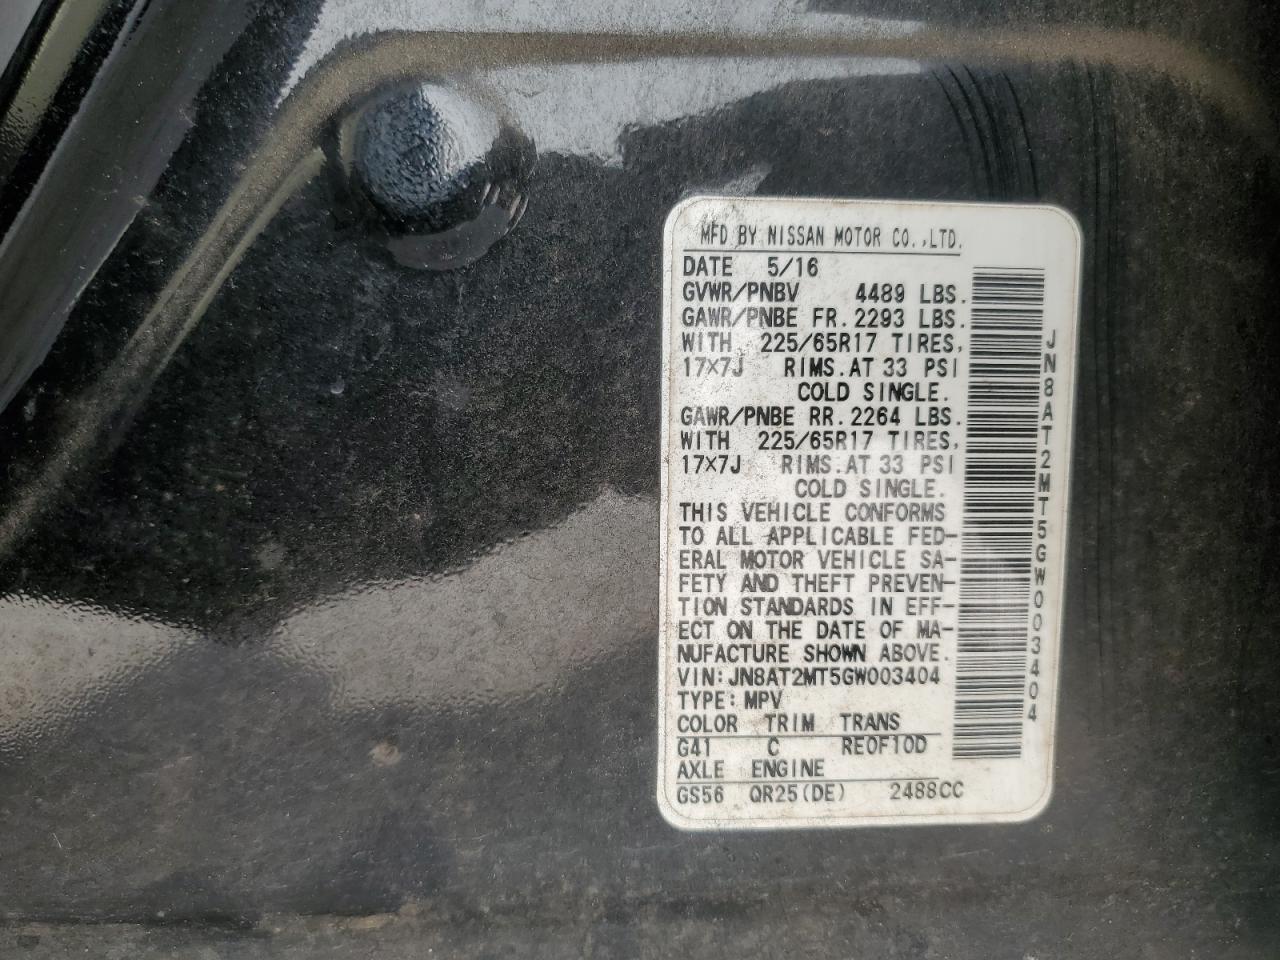 MFD BY NISSAN MOTOR CO.,LTD.
DATE 5/16
GVWR/PNBV 4489 LBS.
GAWR/PNBE FR.2293 LBS.
WITH 225/65R17 TIRES,
17×7J RIMS.AT 33 PSI
COLD SINGLE.
GAWR/PNBE RR.2264 LBS.
WITH 225/65R17 TIRES,
17×7J RIMS.AT 33 PSI
COLD SINGLE.
THIS VEHICLE CONFORMS
TO ALL APPLICABLE FED-
ERAL MOTOR VEHICLE SA-
FETY AND THEFT PREVEN-
TION STANDARDS IN EFF-
ECT ON THE DATE OF MA-
NUFACTURE SHOWN ABOVE.
VIN:JN8AT2MT5GW003404
TYPE:MPV
COLOR TRIM TRANS
G41 C RE0F10D
AXLE ENGINE
GS56 QR25(DE) 2488CC
JN8AT2MT5GW003404